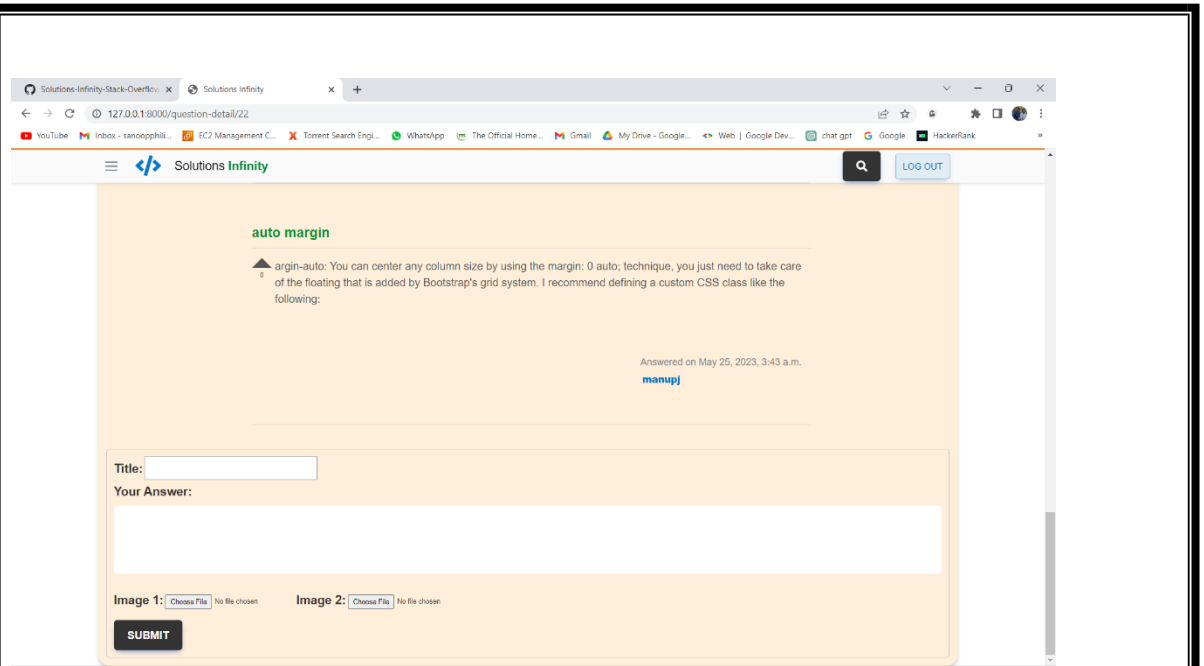 Solutions-Infinity-Stack-Overflov
Solutions Infinity
127.0.0.1:8000/question-detail/22
YouTube
Inbox - sanoopphili...
EC2 Management C...
Torrent Search Engi...
WhatsApp
The Official Home...
Gmail
My Drive - Google...
Web | Google Dev...
chat gpt
Google
HackerRank
»
Solutions Infinity
LOG OUT
auto margin
argin-auto: You can center any column size by using the margin: 0 auto; technique, you just need to take care
0
of the floating that is added by Bootstrap's grid system. I recommend defining a custom CSS class like the
following:
Answered on May 25, 2023, 3:43 a.m.
manupj
Title:
Your Answer:
Image 1: Choose File No file chosen
Image 2: Choose File No file chosen
SUBMIT